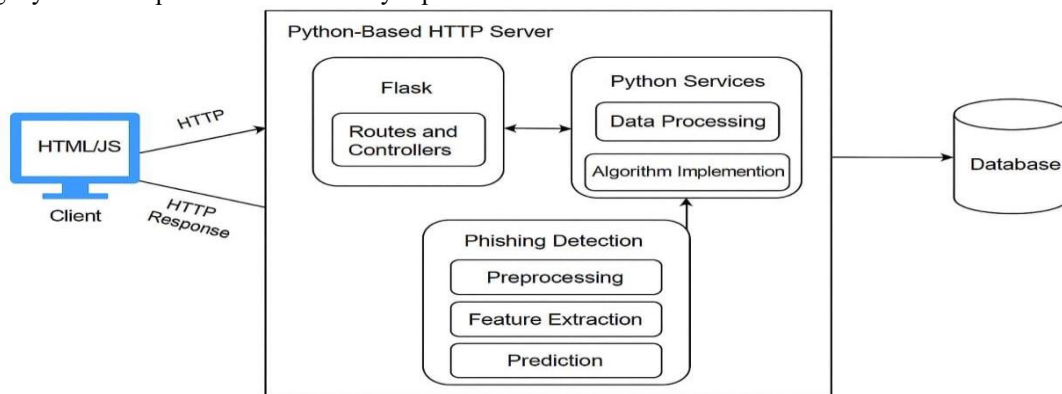 Python-Based HTTP Server
Flask
Routes and
Controllers
Python Services
Data Processing
Algorithm Implemention
HTTP
HTML/JS
Client
HTTP
Response
Phishing Detection
Preprocessing
Feature Extraction
Prediction
Database